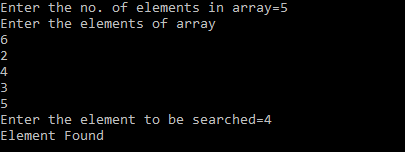 Enter the no. of elements in array=5
Enter the elements of array
6
2
4
3
5
Enter the element to be searched=4
Element Found